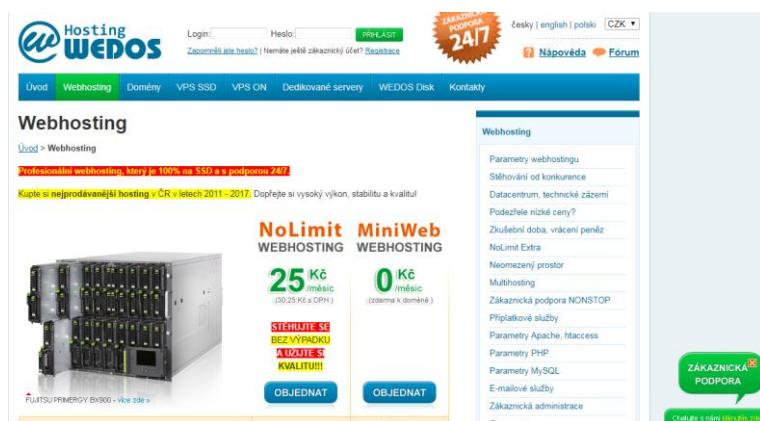 Hosting
WEDOS
Login:
Heslo:
PŘIHLÁSIT
Zapomněli jste heslo? | Nemáte ještě zákaznický účet? Registrace
ZÁKAZNICKÁ
PODPORA
24/7
česky | english | polski
CZK
Nápověda
Fórum
Úvod Webhosting Domény VPS SSD VPS ON Dedikované servery WEDOS Disk Kontakty
Webhosting
Úvod > Webhosting
Profesionální webhosting, který je 100% na SSD a s podporou 24/7.
Kupte si nejprodávanější hosting v ČR v letech 2011 - 2017. Dopřejte si vysoký výkon, stabilitu a kvalitu!
NoLimit
WEBHOSTING
25 Kč
/měsíc
(30.25 Kč s DPH )
STĚHUJTE SE
BEZ VÝPADKU
A UŽIJTE SI
KVALITU!!!
OBJEDNAT
MiniWeb
WEBHOSTING
0 Kč
/měsíc
(zdarma k doméně )
OBJEDNAT
FUJITSU PRIMERGY BX900 - více zde »
Webhosting
Parametry webhostingu
Stěhování od konkurence
Datacentrum, technické zázemí
Podezřele nízké ceny?
Zkušební doba, vrácení peněz
NoLimit Extra
Neomezený prostor
Multihosting
Zákaznická podpora NONSTOP
Příplatkové služby
Parametry Apache, htaccess
Parametry PHP
Parametry MySQL
E-mailové služby
Zákaznická administrace
ZÁKAZNICKÁ
PODPORA
Chatujte s námi kliknutím